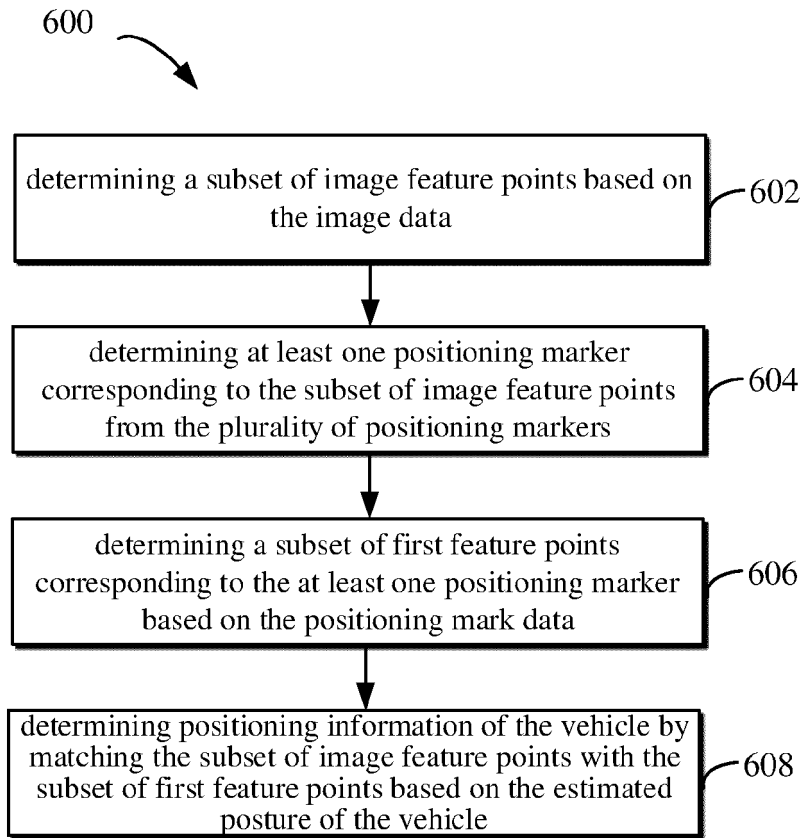 600
determining a subset of image feature points based on
the image data
602
determining at least one positioning marker
corresponding to the subset of image feature points
from the plurality of positioning markers
604
determining a subset of first feature points
corresponding to the at least one positioning marker
based on the positioning mark data
606
determining positioning information of the vehicle by
matching the subset of image feature points with the
subset of first feature points based on the estimated
posture of the vehicle
608